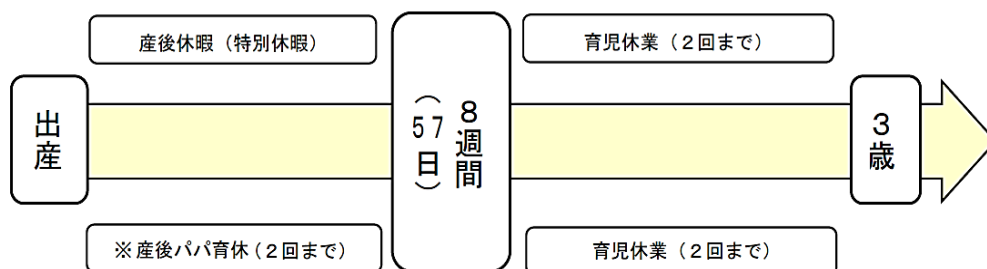 産後休暇（特別休暇）
育児休業（２回まで）
出産
８週間
（５７日）
３歳
※産後パパ育休（２回まで）
育児休業（２回まで）